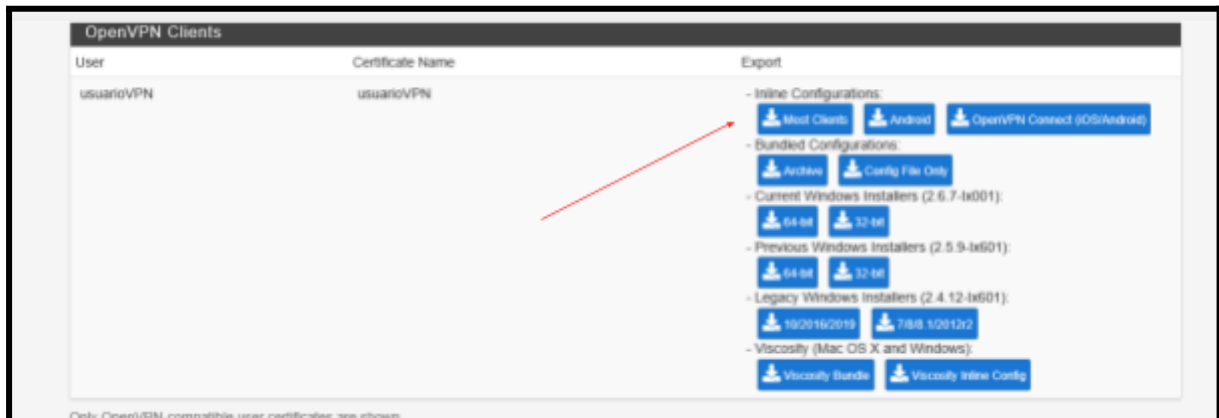 OpenVPN Clients
User Certificate Name Export
usuarioVPN usuarioVPN - Inline Configurations:
Most Clients Android OpenVPN Connect (iOS/Android)
- Bundled Configurations:
Archive Config File Only
- Current Windows Installers (2.6.7-Ix001):
64-bit 32-bit
- Previous Windows Installers (2.5.9-Ix601):
64-bit 32-bit
- Legacy Windows Installers (2.4.12-Ix601):
10/2016/2019 7/8/8.1/2012r2
- Viscosity (Mac OS X and Windows):
Viscosity Bundle Viscosity Inline Config
Only OpenVPN-compatible user certificates are shown